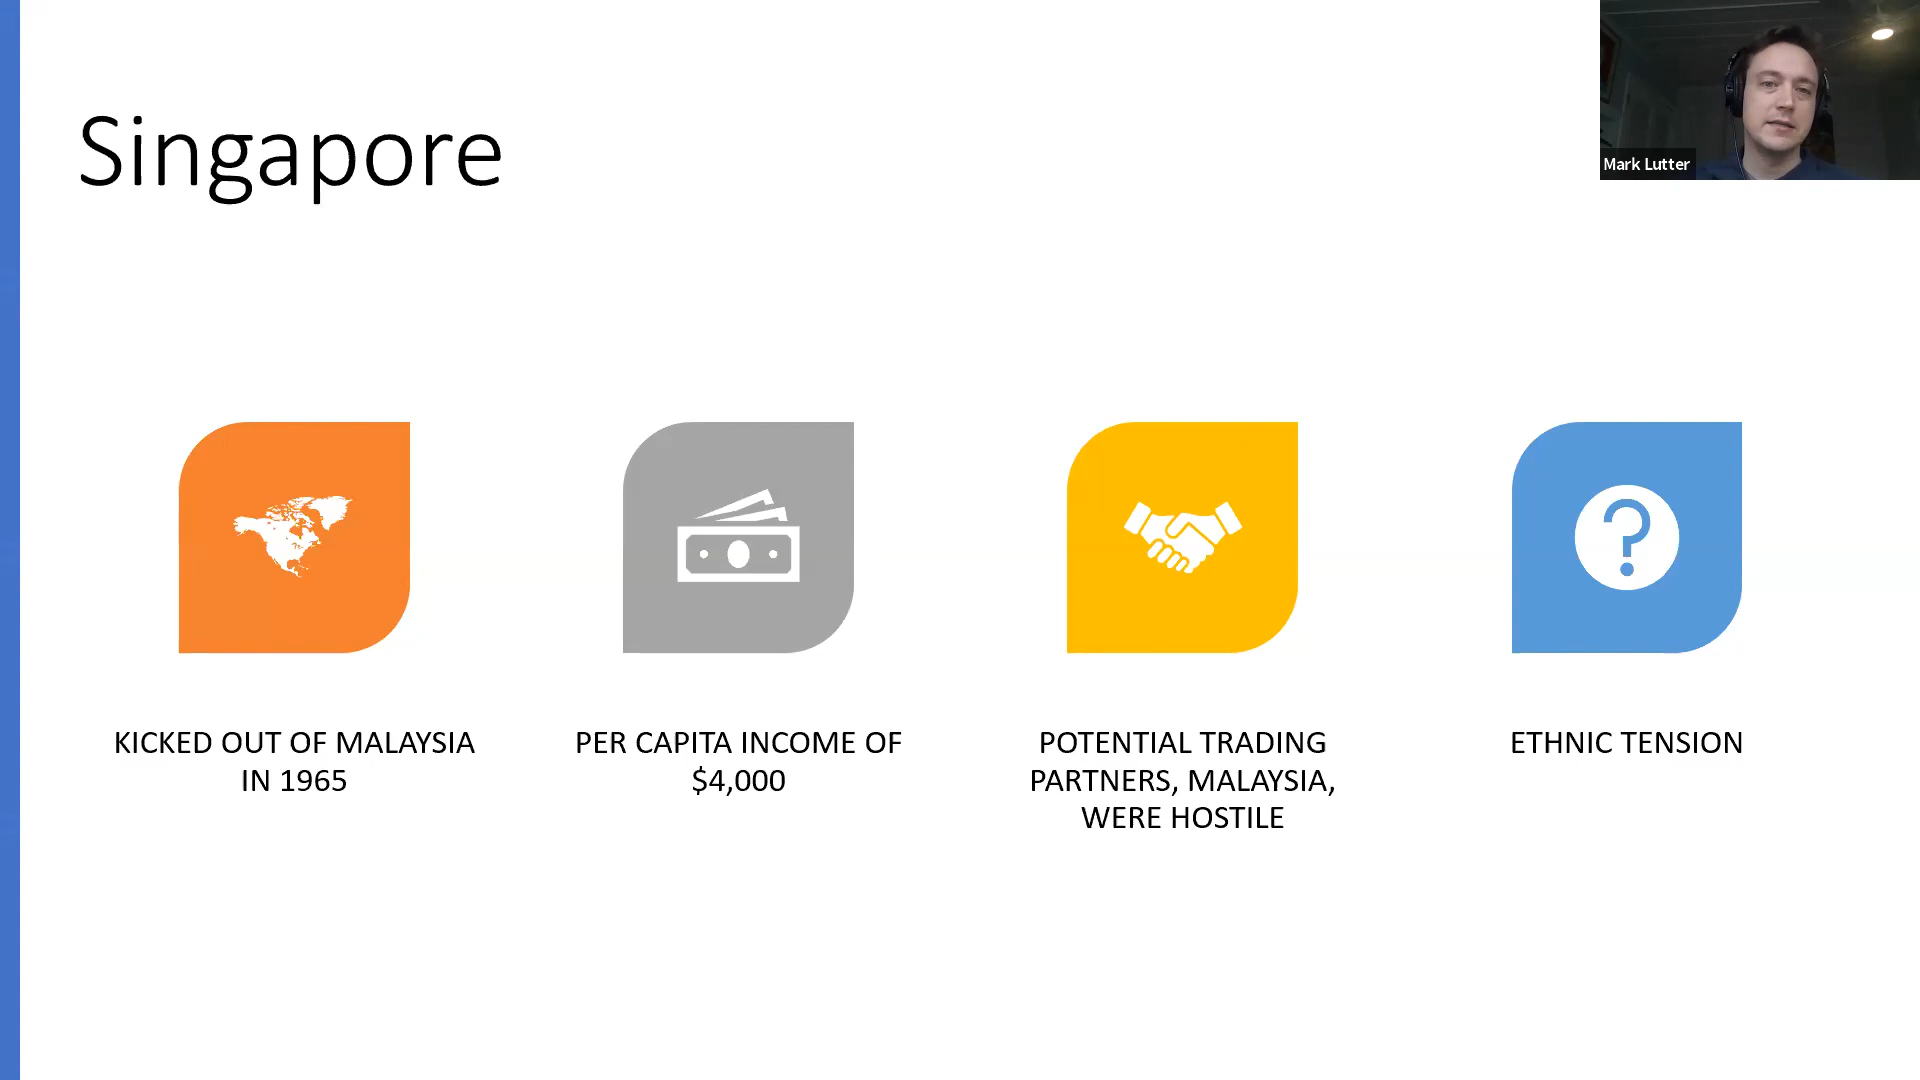 Singapore
Mark Lutter
KICKED OUT OF MALAYSIA
IN 1965
PER CAPITA INCOME OF
$4,000
POTENTIAL TRADING
PARTNERS, MALAYSIA,
WERE HOSTILE
ETHNIC TENSION